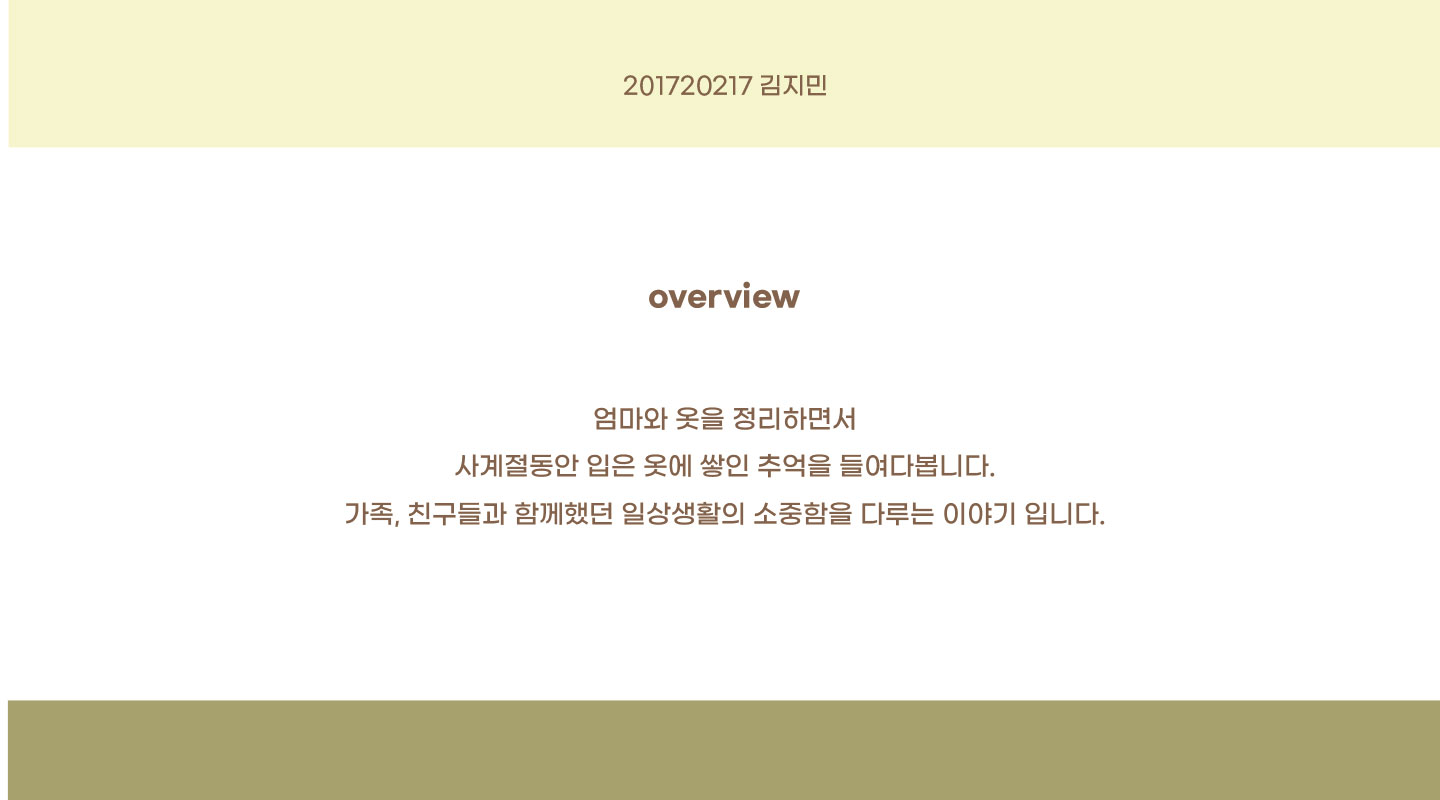 201720217 김지민
overview
엄마와 옷을 정리하면서
사계절동안 입은 옷에 쌓인 추억을 들여다봅니다.
가족, 친구들과 함께했던 일상생활의 소중함을 다루는 이야기 입니다.